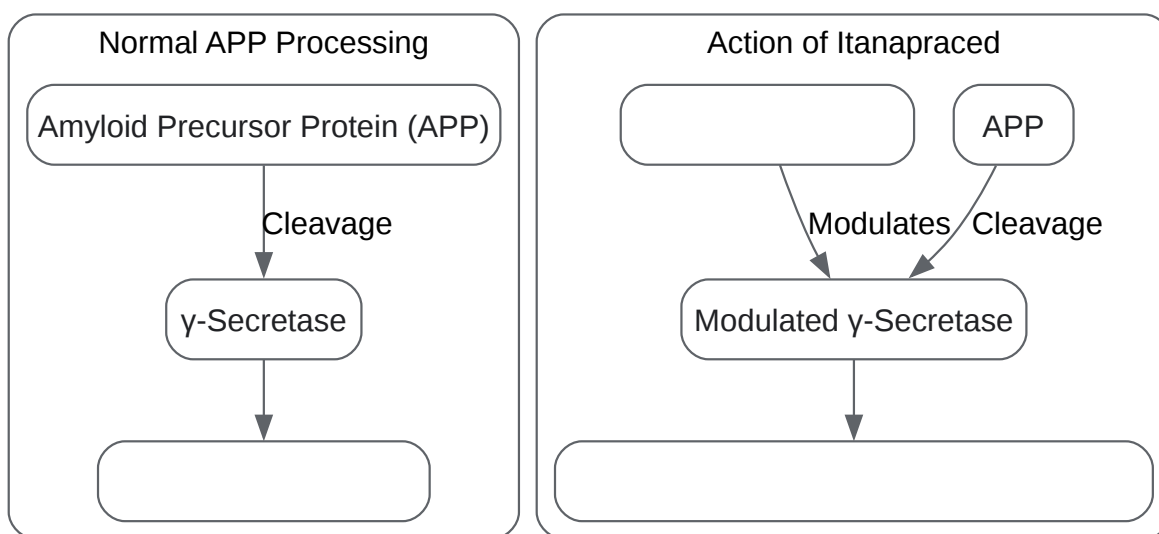 Normal APP Processing
Amyloid Precursor Protein (APP)
Cleavage
γ-Secretase
Action of Itanapraced
APP
Modulates
Cleavage
Modulated γ-Secretase